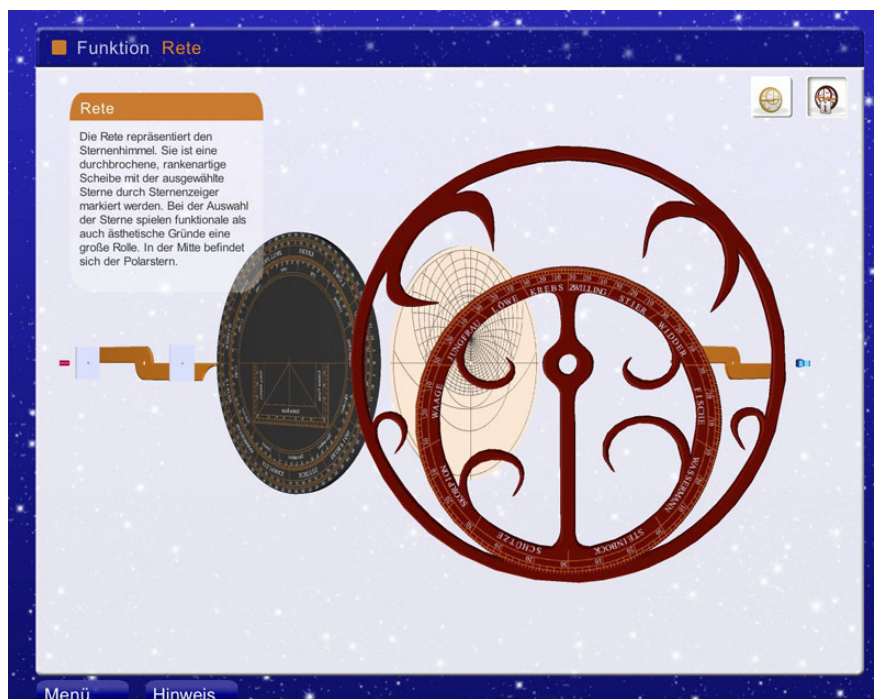 Funktion Rete
Rete
Die Rete repräsentiert den
Sternenhimmel. Sie ist eine
durchbrochene, rankenartige
Scheibe mit der ausgewählte
Sterne durch Sternenzeiger
markiert werden. Bei der Auswahl
der Sterne spielen funktionale als
auch ästhetische Gründe eine
große Rolle. In der Mitte befindet
sich der Polarstern.
WAAGE
JUNGFRAU
LÖWE
KREBS
ZWILLING
STIER
WIDDER
FISCHE
WASSERMANN
STEINBOCK
SCHÜTZE
SKORPION
Menü
Hinweis